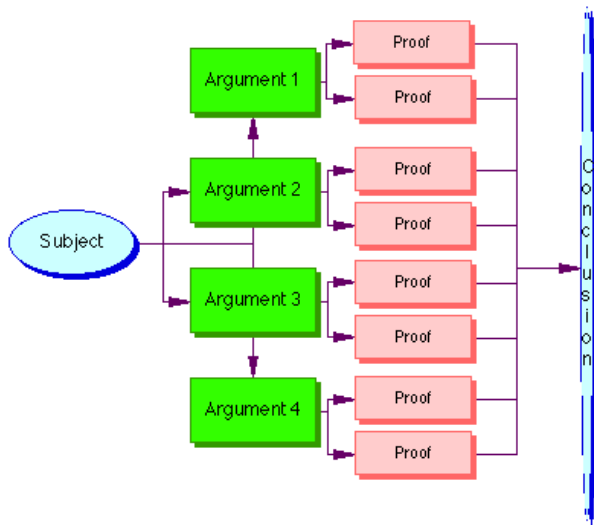 Subject
Argument 1
Proof
Proof
Argument 2
Proof
Proof
Argument 3
Proof
Proof
Argument 4
Proof
Proof
Conclusion